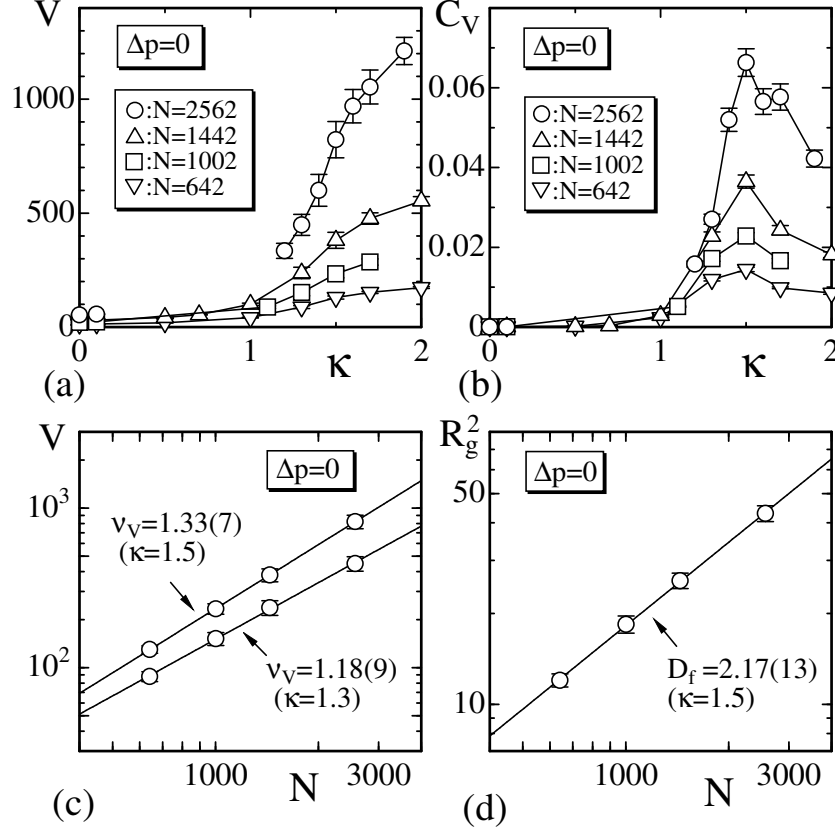 V
Δp=0
○:N=2562
△:N=1442
□:N=1002
▽:N=642
1000
500
0
0
1
κ
2
(a)
C_V
Δp=0
○:N=2562
△:N=1442
□:N=1002
▽:N=642
0.06
0.04
0.02
0
0
1
κ
2
(b)
V
Δp=0
10^3
ν_V=1.33(7)
(κ=1.5)
10^2
ν_V=1.18(9)
(κ=1.3)
1000
N
3000
(c)
R_g^2
Δp=0
50
10
D_f=2.17(13)
(κ=1.5)
1000
N
3000
(d)